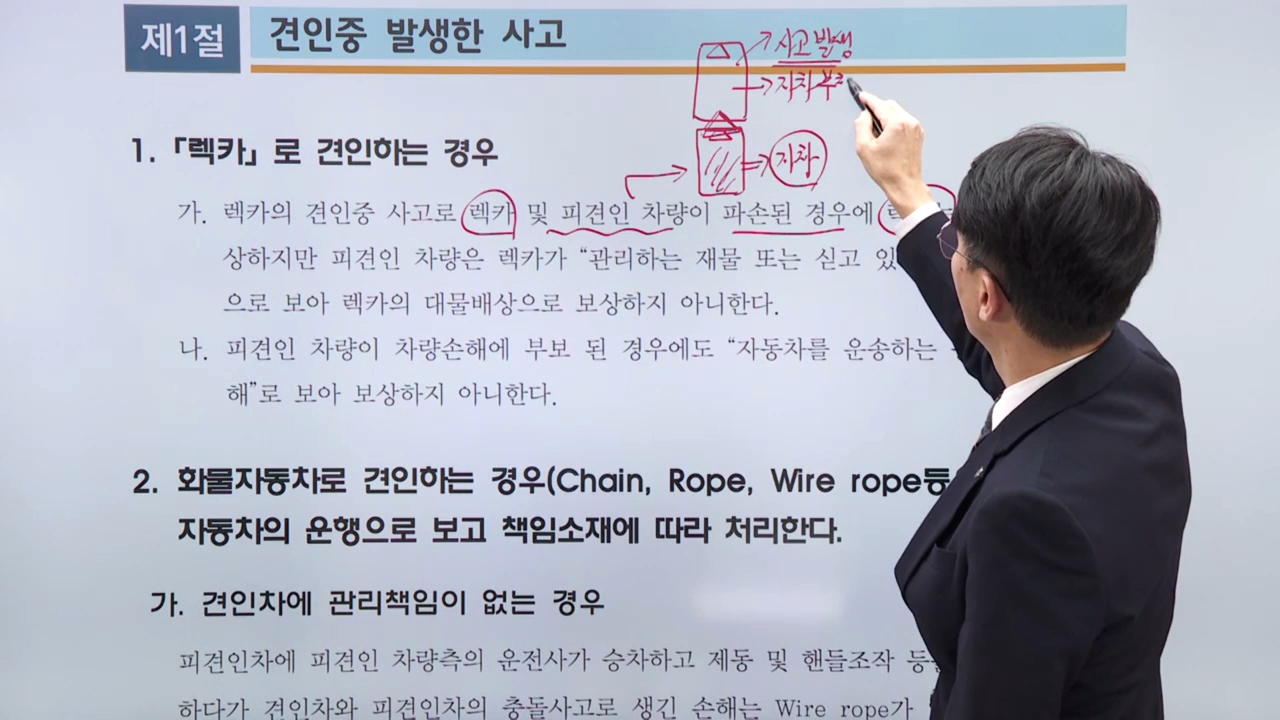 제1절 견인중 발생한 사고
사고발생
자차부
자차
1. 「렉카」로 견인하는 경우
가. 렉카의 견인중 사고로 렉카 및 피견인 차량이 파손된 경우에
상하지만 피견인 차량은 렉카가 “관리하는 재물 또는 싣고 있
으로 보아 렉카의 대물배상으로 보상하지 아니한다.
나. 피견인 차량이 차량손해에 부보 된 경우에도 “자동차를 운송하는
해”로 보아 보상하지 아니한다.
2. 화물자동차로 견인하는 경우(Chain, Rope, Wire rope등
자동차의 운행으로 보고 책임소재에 따라 처리한다.
가. 견인차에 관리책임이 없는 경우
피견인차에 피견인 차량측의 운전사가 승차하고 제동 및 핸들조작 등을
하다가 견인차와 피견인차의 충돌사고로 생긴 손해는 Wire rope가